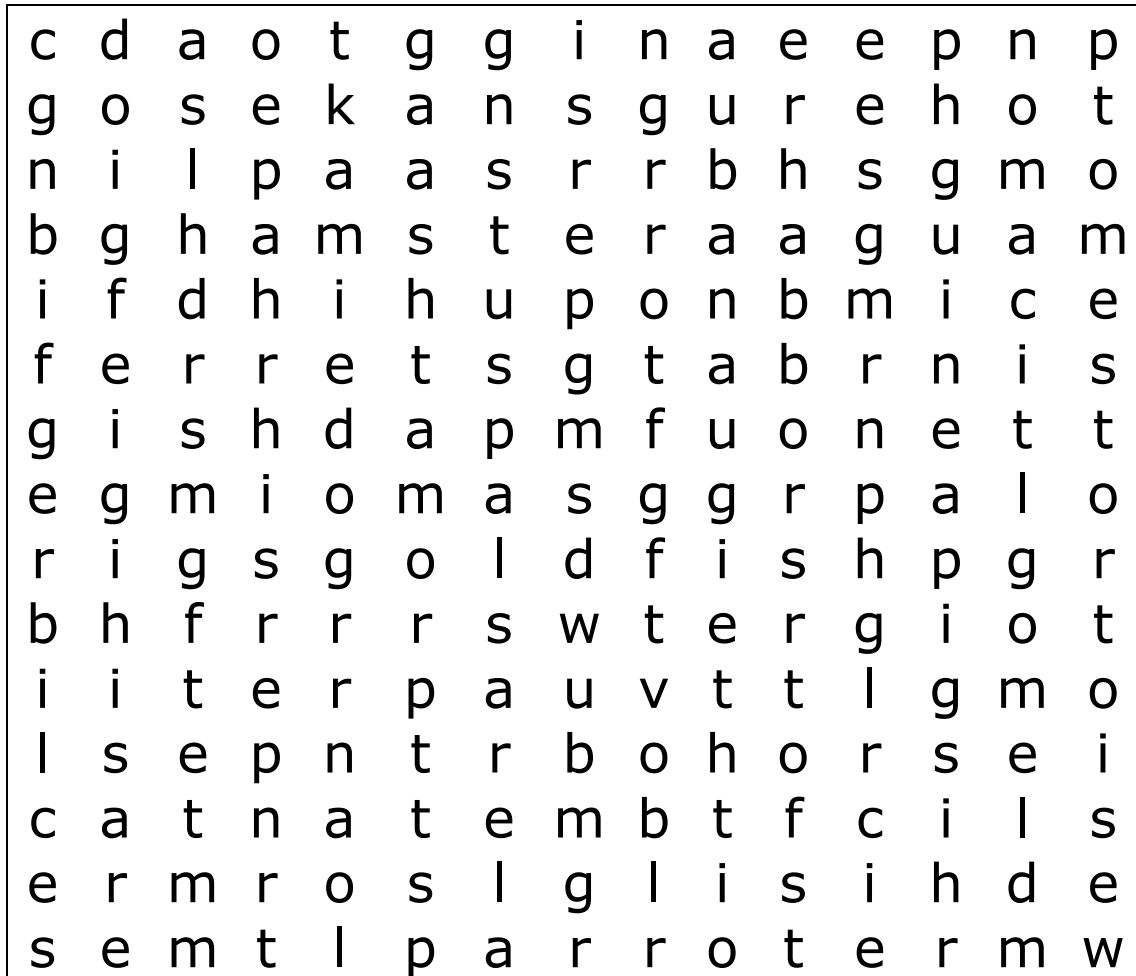 c d a o t g g i n a e e p n p
g o s e k a n s g u r e h o t
n i l p a a s r r b h s g m o
b g h a m s t e r a a g u a m
i f d h i h u p o n b m i c e
f e r r e t s g t a b r n i s
g i s h d a p m f u o n e t t
e g m i o m a s g g r p a l o
r i g s g o l d f i s h p g r
b h f r r r s w t e r g i o t
i i t e r p a u v t t l g m o
l s e p n t r b o h o r s e i
c a t n a t e m b t f c i l s
e r m r o s l g l i s i h d e
s e m t l p a r r o t e r m w